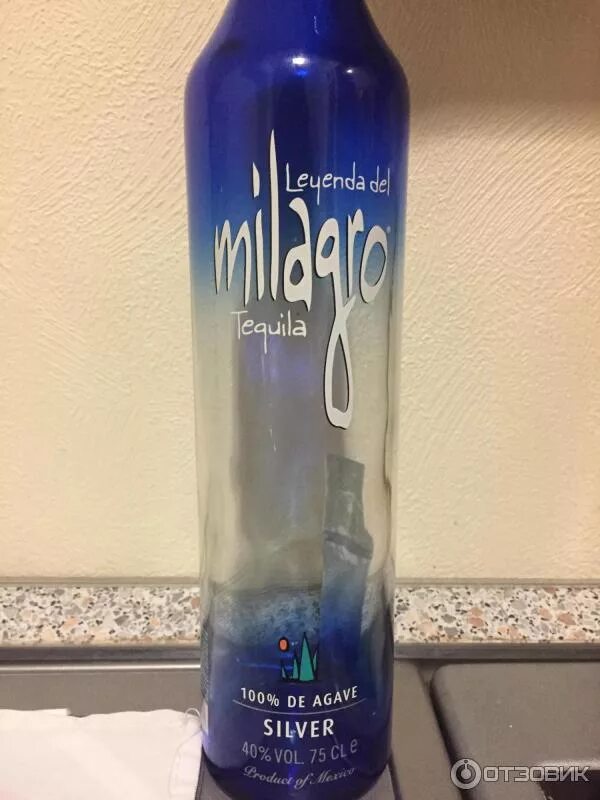 Leyenda del
milagro®
Tequila
100% DE AGAVE
SILVER
40% VOL. 75 CL e
Product of Mexico
ОТЗОВИК